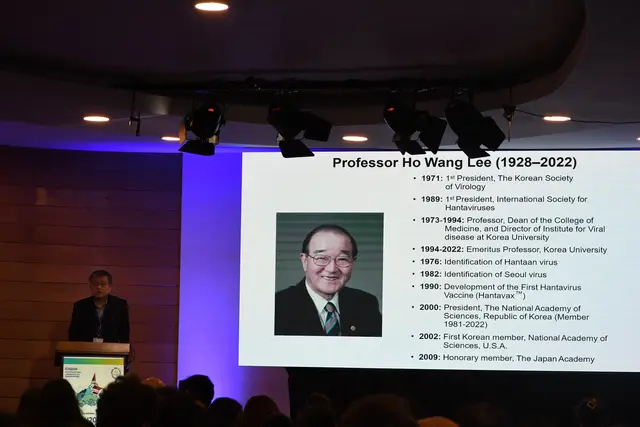 Professor Ho Wang Lee (1928–2022)
• 1971: 1st President, The Korean Society
of Virology
• 1989: 1st President, International Society for
Hantaviruses
• 1973-1994: Professor, Dean of the College of
Medicine, and Director of Institute for Viral
disease at Korea University
• 1994-2022: Emeritus Professor, Korea University
• 1976: Identification of Hantaan virus
• 1982: Identification of Seoul virus
• 1990: Development of the First Hantavirus
Vaccine (Hantavax™)
• 2000: President, The National Academy of
Sciences, Republic of Korea (Member
1981-2022)
• 2002: First Korean member, National Academy of
Sciences, U.S.A.
• 2009: Honorary member, The Japan Academy